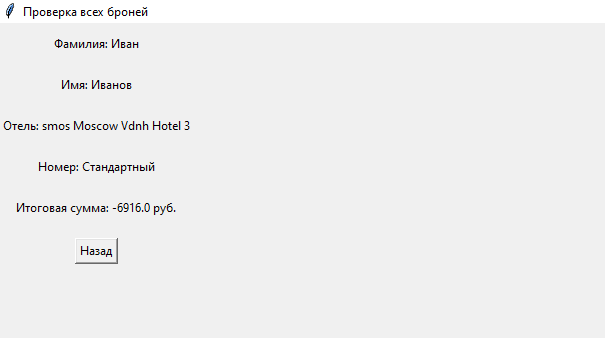 Проверка всех броней
Фамилия: Иван
Имя: Иванов
Отель: smos Moscow Vdnh Hotel 3
Номер: Стандартный
Итоговая сумма: -6916.0 руб.
Назад